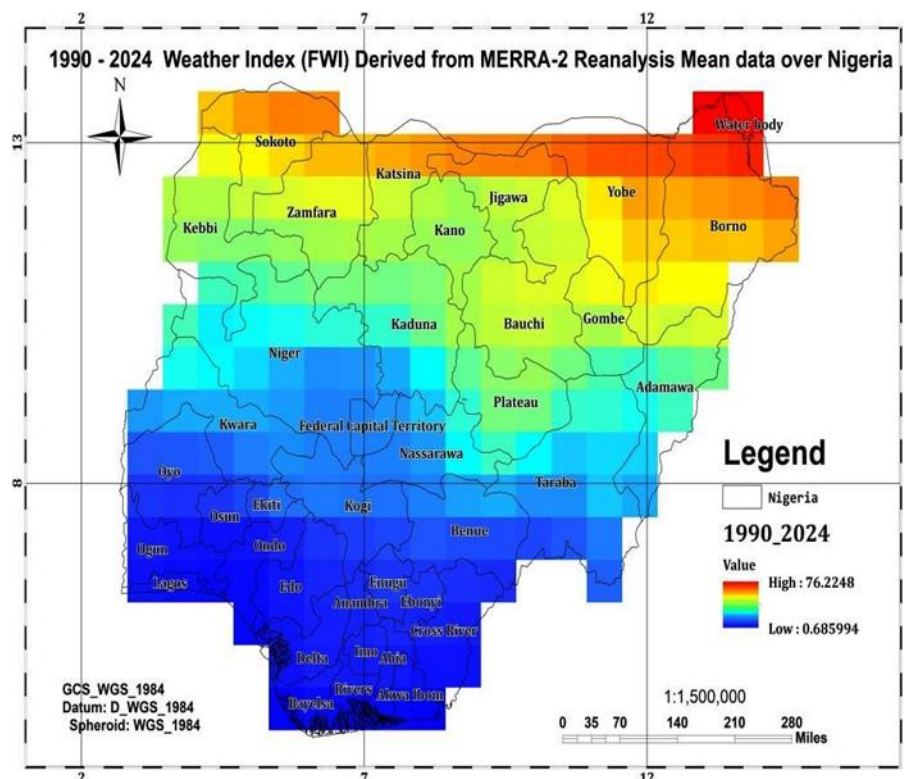 2 7 12
1990 - 2024 Weather Index (FWI) Derived from MERRA-2 Reanalysis Mean data over Nigeria
N
Water body
13 13
Sokoto
Katsina
Yobe
Jigawa
Zamfara
Kebbi
Kano
Borno
Kaduna
Bauchi
Gombe
Niger
Adamawa
Plateau
Kwara
Federal Capital Territory
Nassarawa
Legend
Oyo
8 8
Taraba
Nigeria
Ekiti
Kogi
Osun
Benue
1990_2024
Ogun
Ondo
Value
Lagos
Edo
Enugu
High : 76.2248
Anambra
Ebonyi
Low : 0.685994
Cross River
Delta
Imo
Abia
GCS_WGS_1984
Datum: D_WGS_1984
Spheroid: WGS_1984
Rivers
Akwa Ibom
Bayelsa
1:1,500,000
0 35 70 140 210 280
Miles
2 7 12